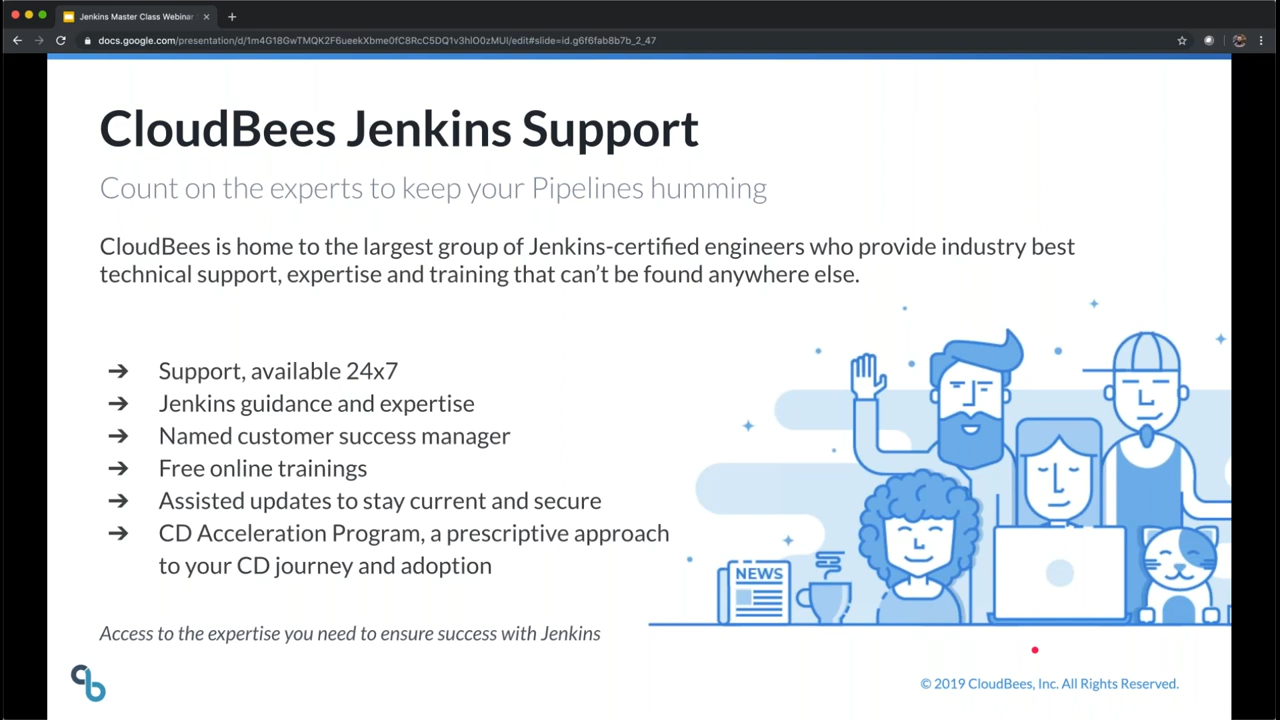 Jenkins Master Class Webinar
docs.google.com/presentation/d/1m4G18GwTMQK2F6ueekXbme0fC8RcC5DQ1v3hlO0zMUI/edit#slide=id.g6f6fab8b7b_2_47
CloudBees Jenkins Support
Count on the experts to keep your Pipelines humming
CloudBees is home to the largest group of Jenkins-certified engineers who provide industry best
technical support, expertise and training that can’t be found anywhere else.
➔ Support, available 24x7
➔ Jenkins guidance and expertise
➔ Named customer success manager
➔ Free online trainings
➔ Assisted updates to stay current and secure
➔ CD Acceleration Program, a prescriptive approach
to your CD journey and adoption
NEWS
Access to the expertise you need to ensure success with Jenkins
© 2019 CloudBees, Inc. All Rights Reserved.